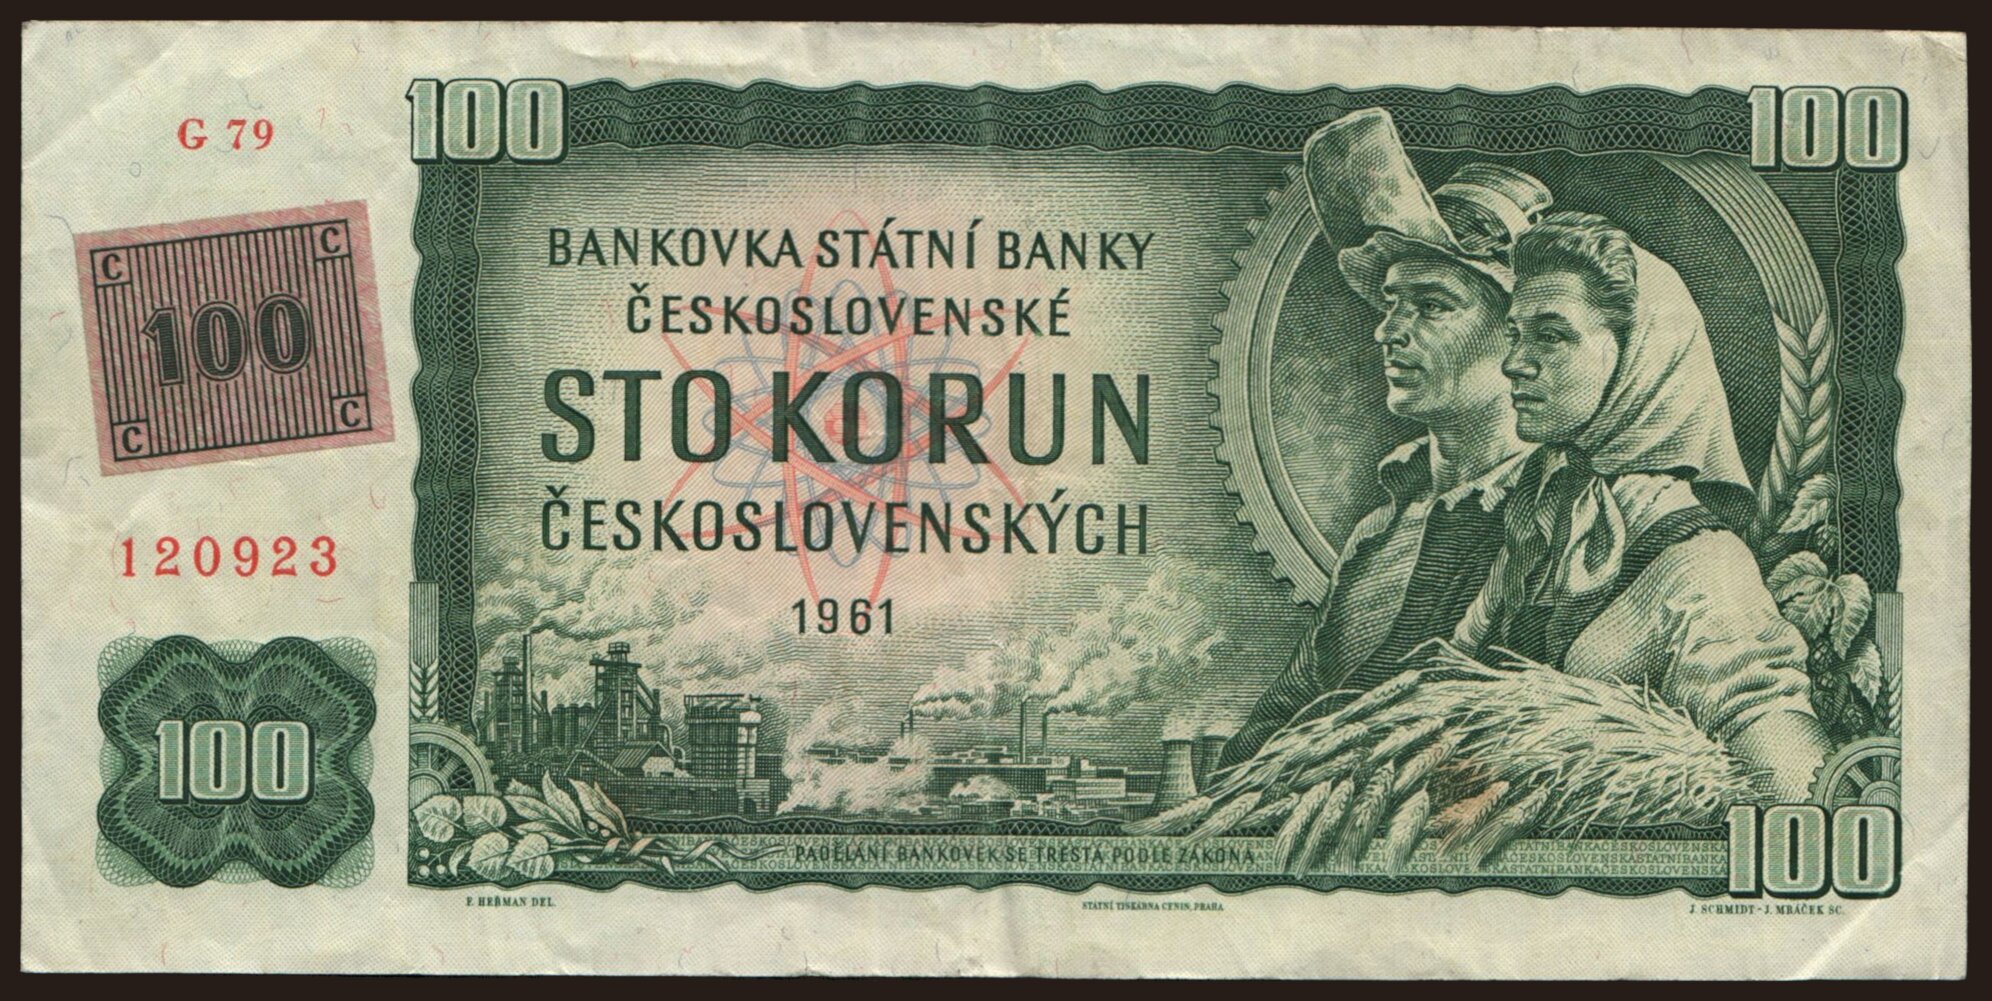 100
100
G 79
C
C
100
C
C
BANKOVKA STÁTNÍ BANKY
ČESKOSLOVENSKÉ
STO KORUN
ČESKOSLOVENSKÝCH
1961
120923
100
100
PADĚLÁNÍ BANKOVEK SE TRESTÁ PODLE ZÁKONA
F. HEŘMAN DEL.
STÁTNÍ TISKÁRNA CENIN, PRAHA
J. SCHMIDT - J. MRÁČEK SC.